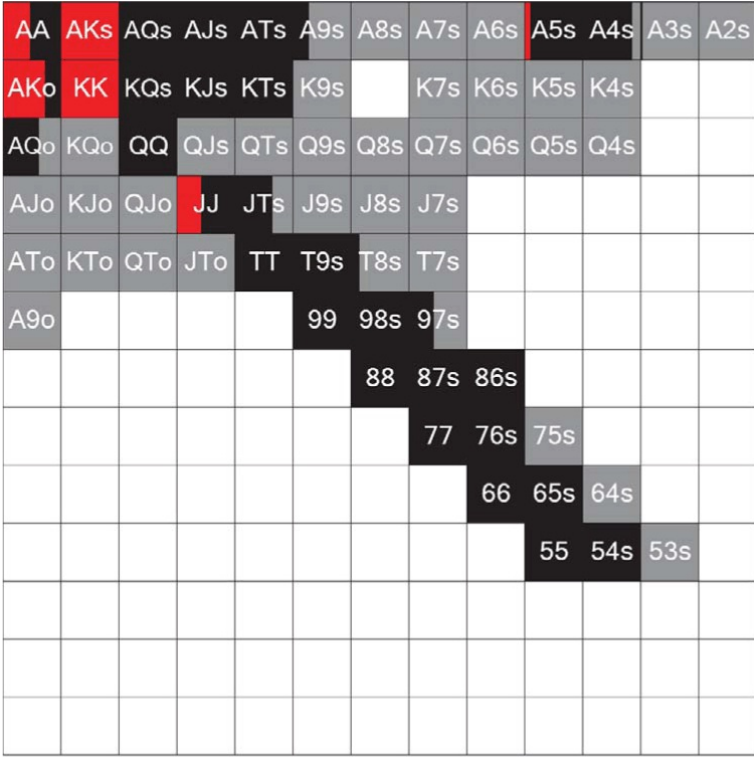 AA AKs AQs AJs ATs A9s A8s A7s A6s A5s A4s A3s A2s
AKo KK KQs KJs KTs K9s K7s K6s K5s K4s
AQo KQo QQ QJs QTs Q9s Q8s Q7s Q6s Q5s Q4s
AJo KJo QJo JJ JTs J9s J8s J7s
ATo KTo QTo JTo TT T9s T8s T7s
A9o 99 98s 97s
88 87s 86s
77 76s 75s
66 65s 64s
55 54s 53s